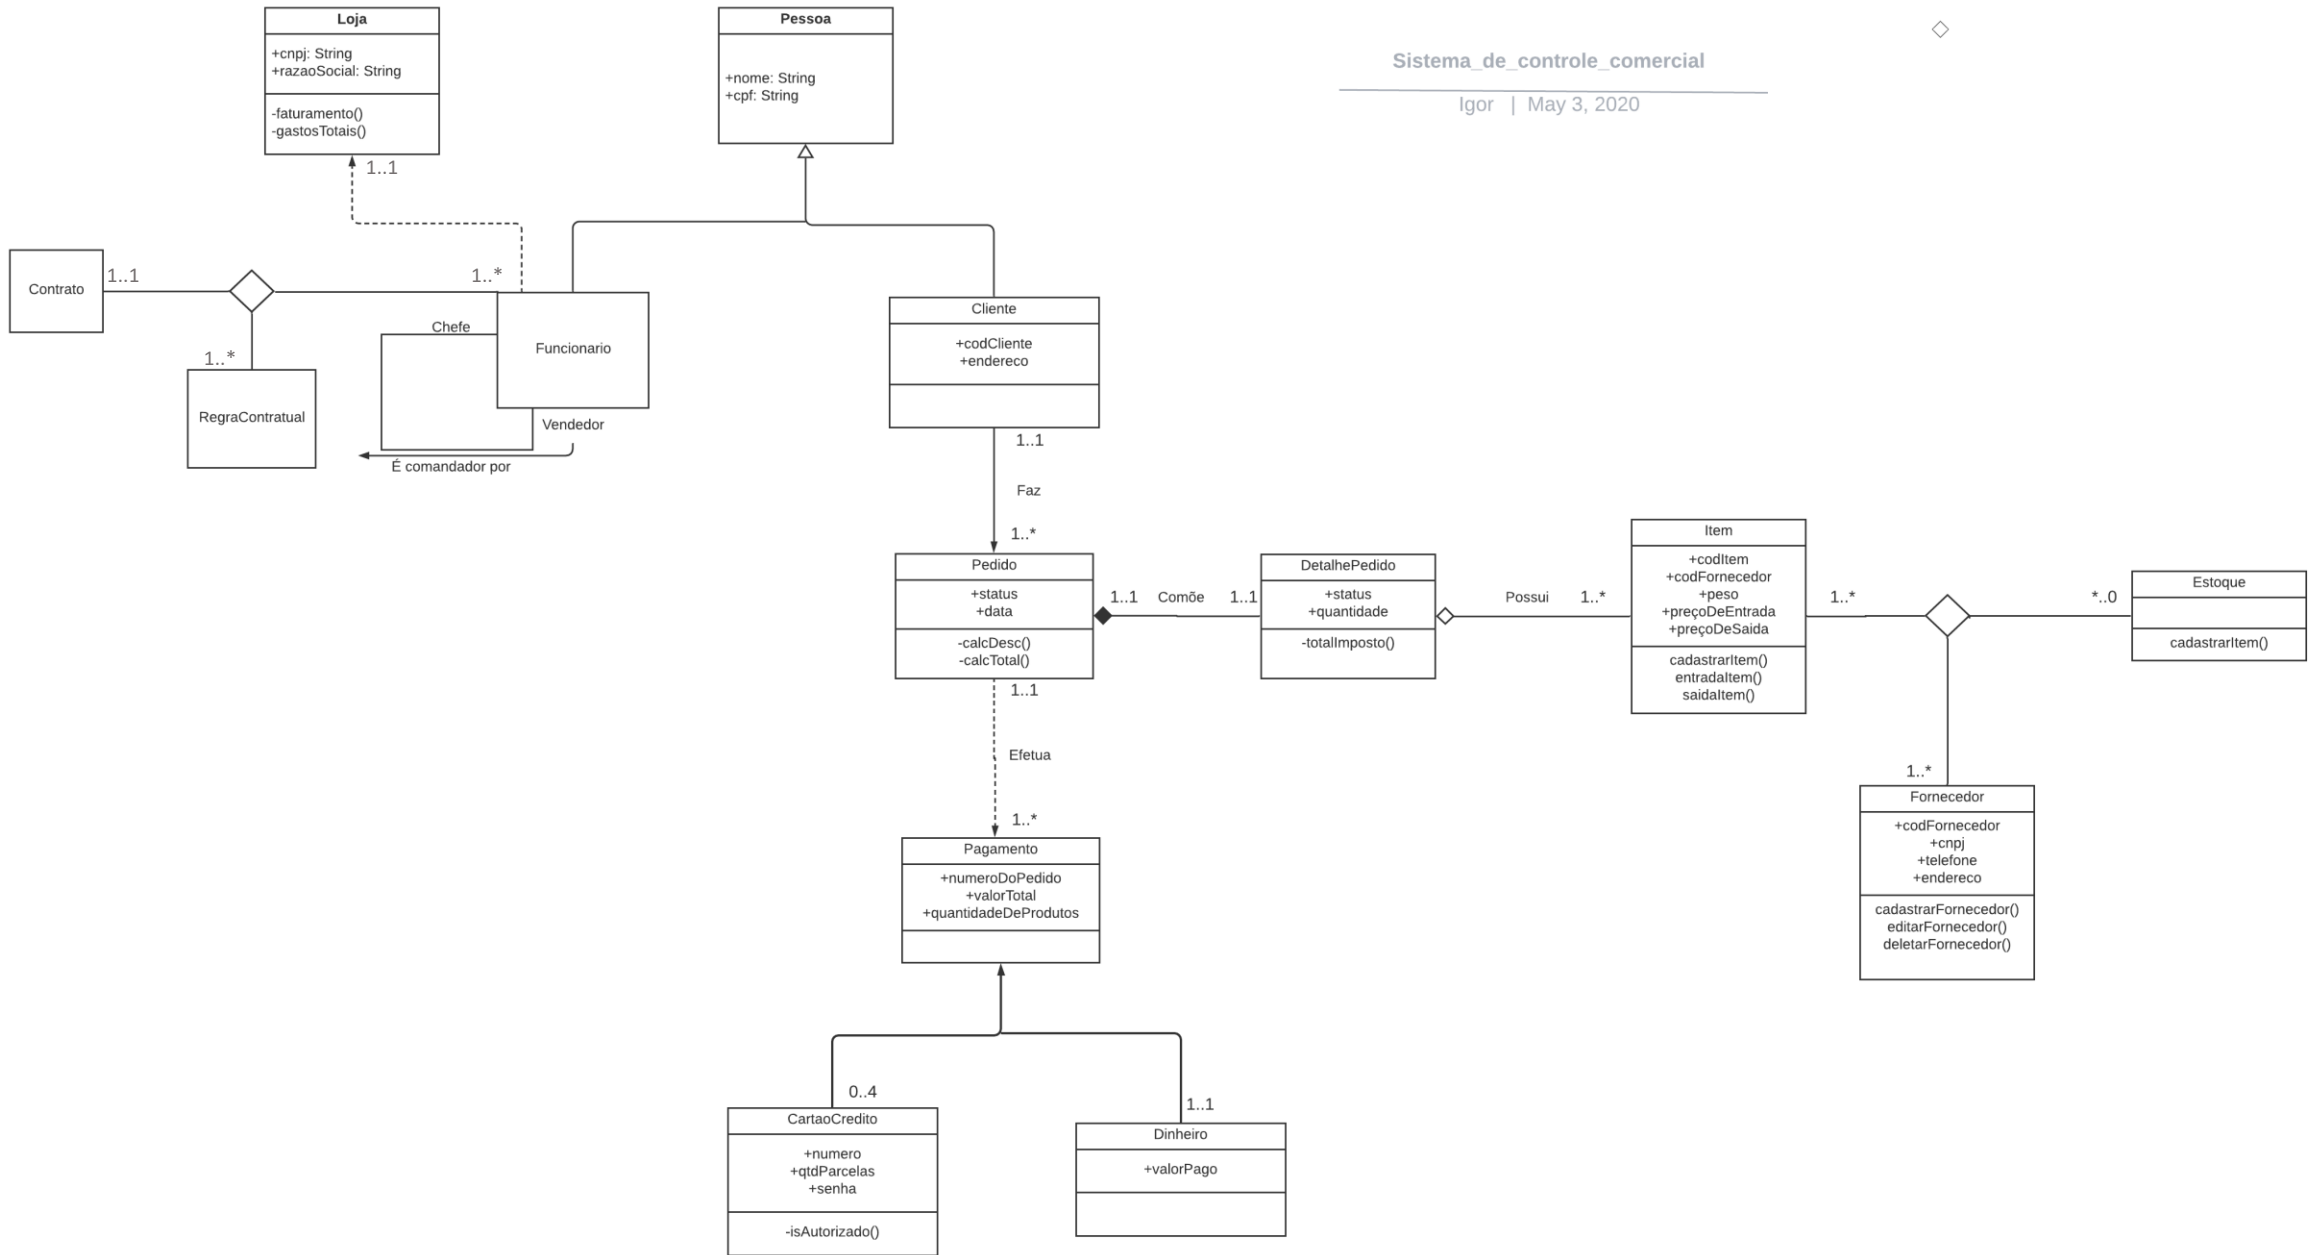 Loja
+cnpj: String
+razaoSocial: String
-faturamento()
-gastosTotais()
1..1
Pessoa
+nome: String
+cpf: String
Sistema_de_controle_comercial
Igor | May 3, 2020
Contrato
1..1
1..*
1..*
RegraContratual
Chefe
Funcionario
Vendedor
É comandador por
Cliente
+codCliente
+endereco
1..1
Faz
1..*
Pedido
+status
+data
-calcDesc()
-calcTotal()
1..1
Comõe
1..1
DetalhePedido
+status
+quantidade
-totalImposto()
Possui
1..*
Item
+codItem
+codFornecedor
+peso
+preçoDeEntrada
+preçoDeSaida
cadastrarItem()
entradaItem()
saidaItem()
1..*
*..0
Estoque
cadastrarItem()
1..*
Fornecedor
+codFornecedor
+cnpj
+telefone
+endereco
cadastrarFornecedor()
editarFornecedor()
deletarFornecedor()
1..1
Efetua
1..*
Pagamento
+numeroDoPedido
+valorTotal
+quantidadeDeProdutos
0..4
CartaoCredito
+numero
+qtdParcelas
+senha
-isAutorizado()
1..1
Dinheiro
+valorPago